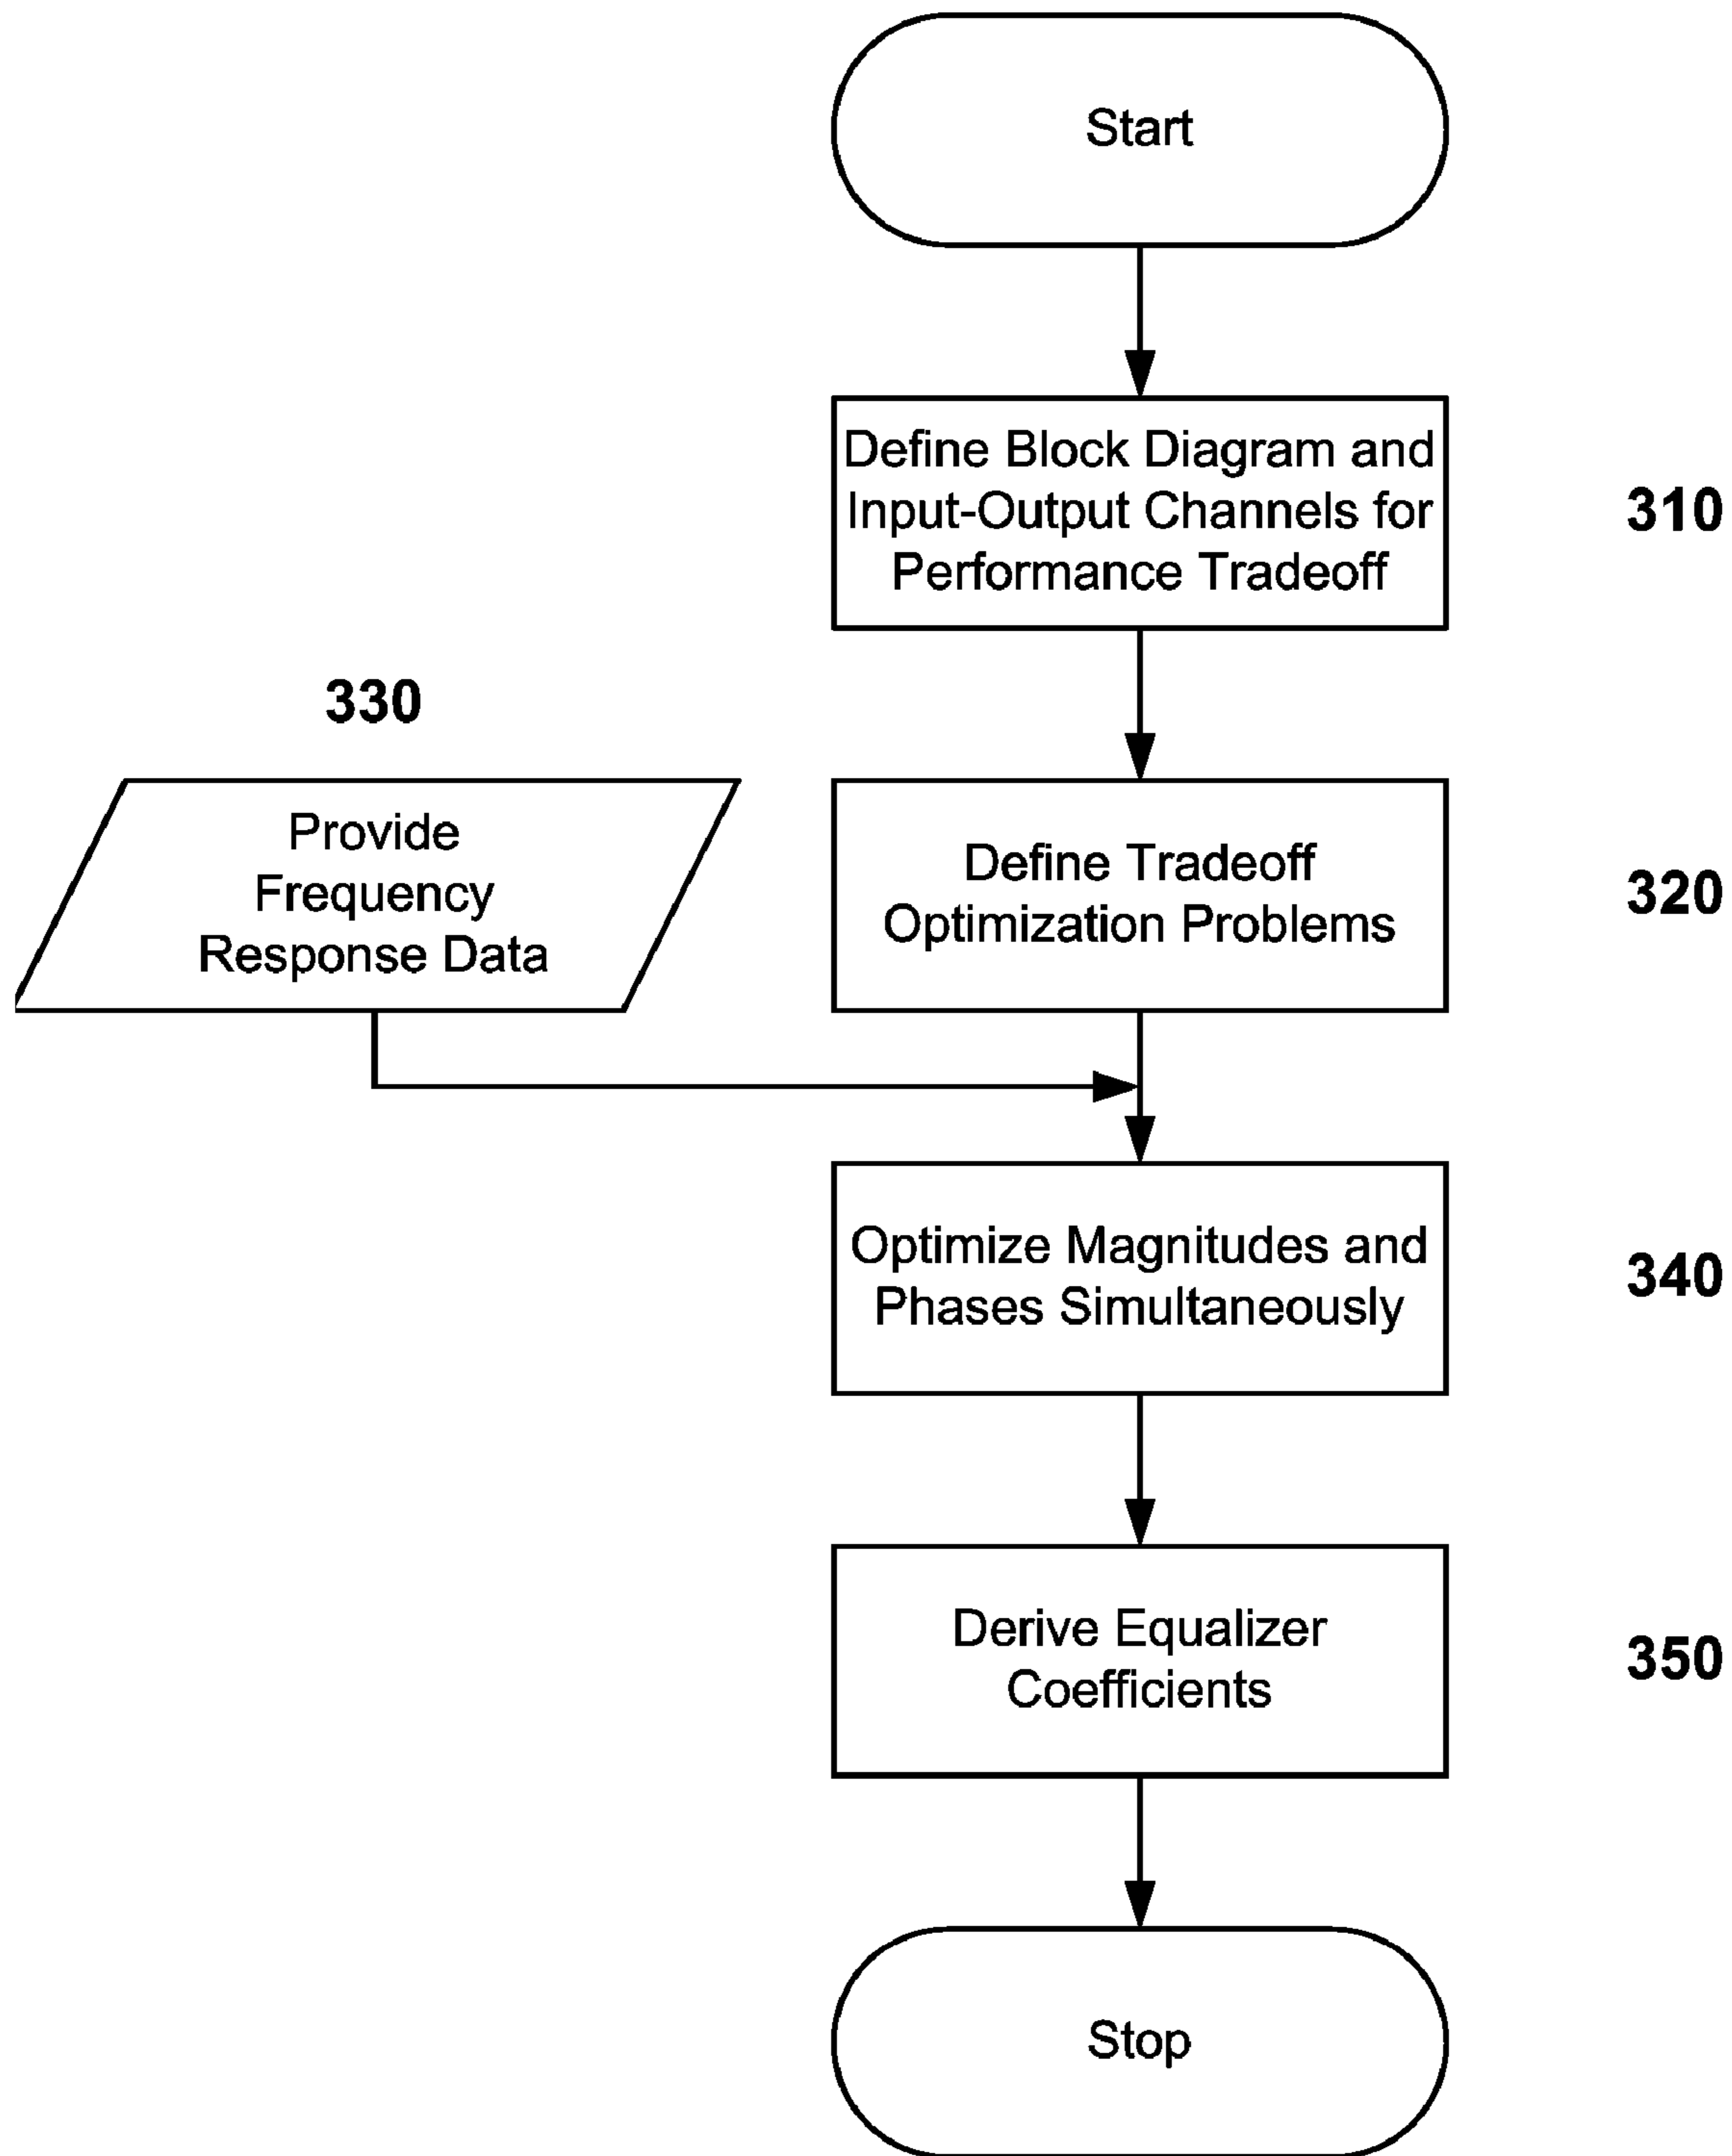 Start
Define Block Diagram and
Input-Output Channels for
Performance Tradeoff
310
330
Provide
Frequency
Response Data
Define Tradeoff
Optimization Problems
320
Optimize Magnitudes and
Phases Simultaneously
340
Derive Equalizer
Coefficients
350
Stop